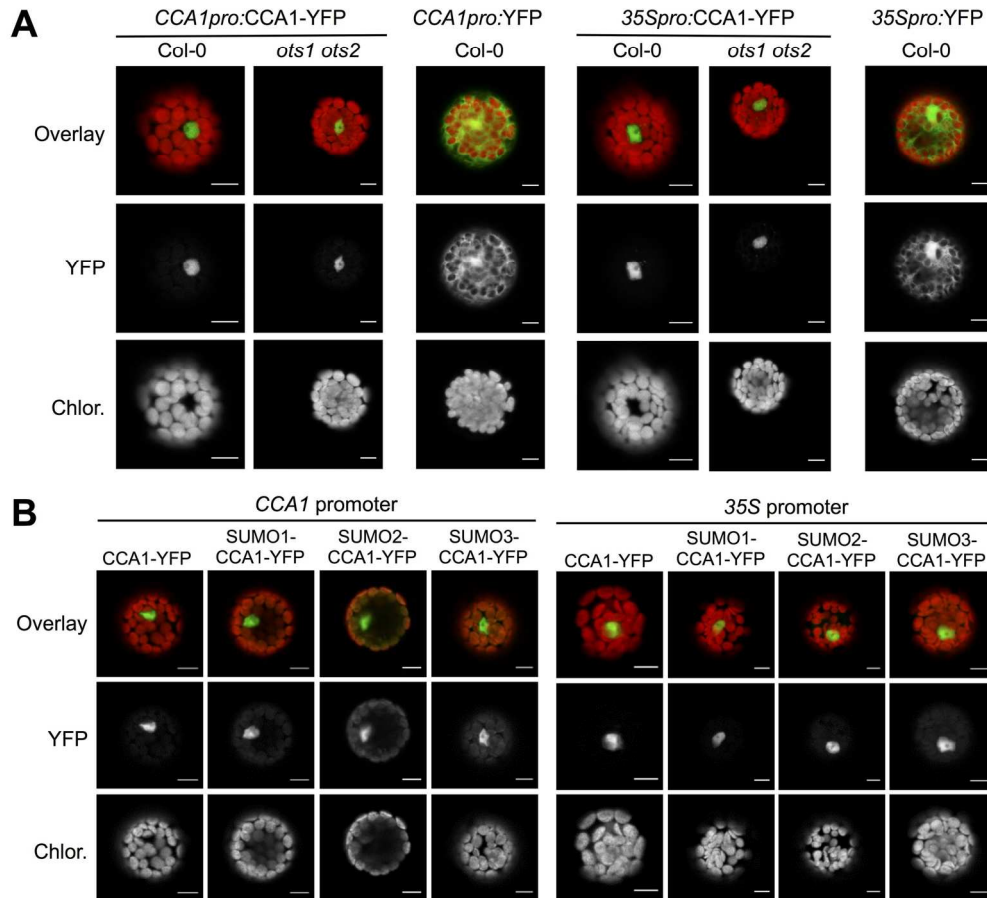 A
CCA1pro:CCA1-YFP CCA1pro:YFP 35Spro:CCA1-YFP 35Spro:YFP
Col-0 ots1 ots2 Col-0 Col-0 ots1 ots2 Col-0
Overlay
YFP
Chlor.
B
CCA1 promoter 35S promoter
CCA1-YFP SUMO1-CCA1-YFP SUMO2-CCA1-YFP SUMO3-CCA1-YFP CCA1-YFP SUMO1-CCA1-YFP SUMO2-CCA1-YFP SUMO3-CCA1-YFP
Overlay
YFP
Chlor.